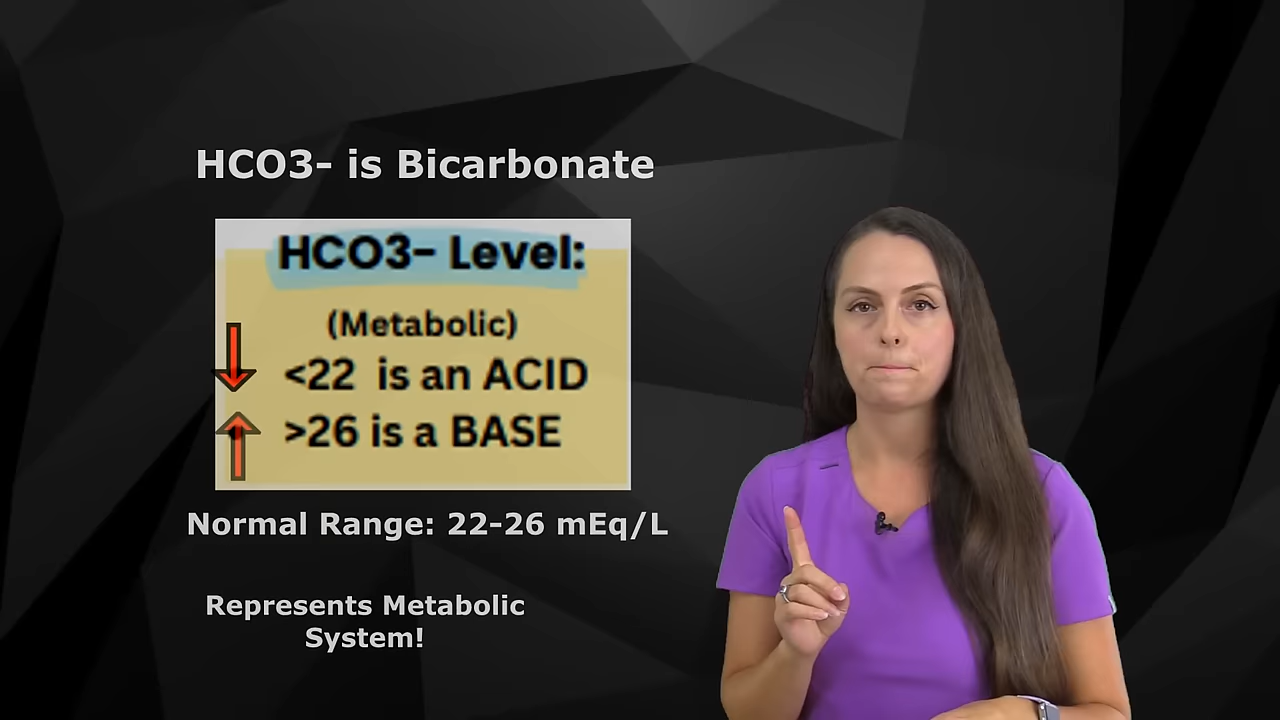 HCO3- is Bicarbonate
HCO3- Level:
(Metabolic)
<22 is an ACID
>26 is a BASE
Normal Range: 22-26 mEq/L
Represents Metabolic
System!